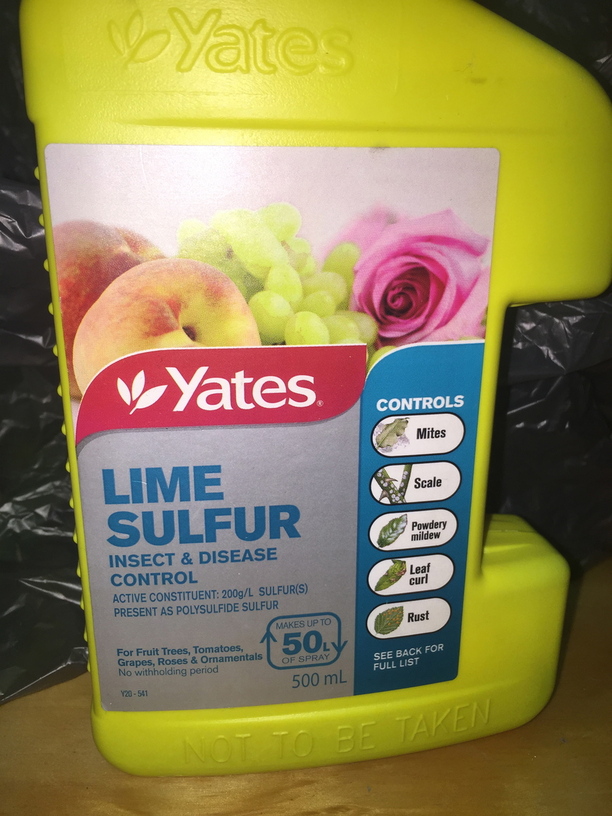 Yates
Yates®
LIME
SULFUR
INSECT & DISEASE
CONTROL
ACTIVE CONSTITUENT: 200g/L SULFUR(S)
PRESENT AS POLYSULFIDE SULFUR
For Fruit Trees, Tomatoes,
Grapes, Roses & Ornamentals
No withholding period
MAKES UP TO
50L
OF SPRAY
500 mL
Y20 - 541
CONTROLS
Mites
Scale
Powdery
mildew
Leaf
curl
Rust
SEE BACK FOR
FULL LIST
NOT TO BE TAKEN